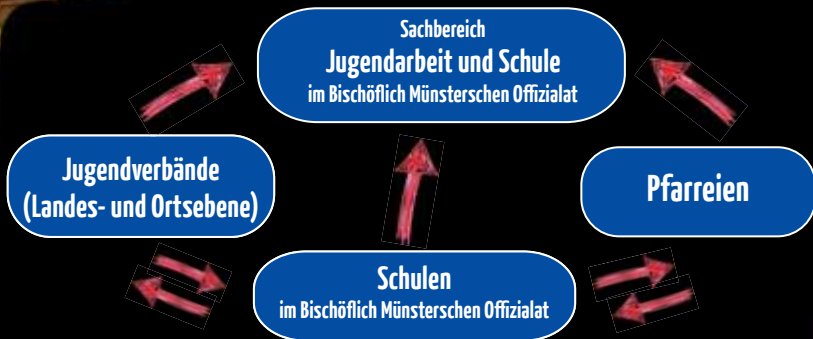 Sachbereich
Jugendarbeit und Schule
im Bischöflich Münsterschen Offizialat
Jugendverbände
(Landes- und Ortsebene)
Pfarreien
Schulen
im Bischöflich Münsterschen Offizialat